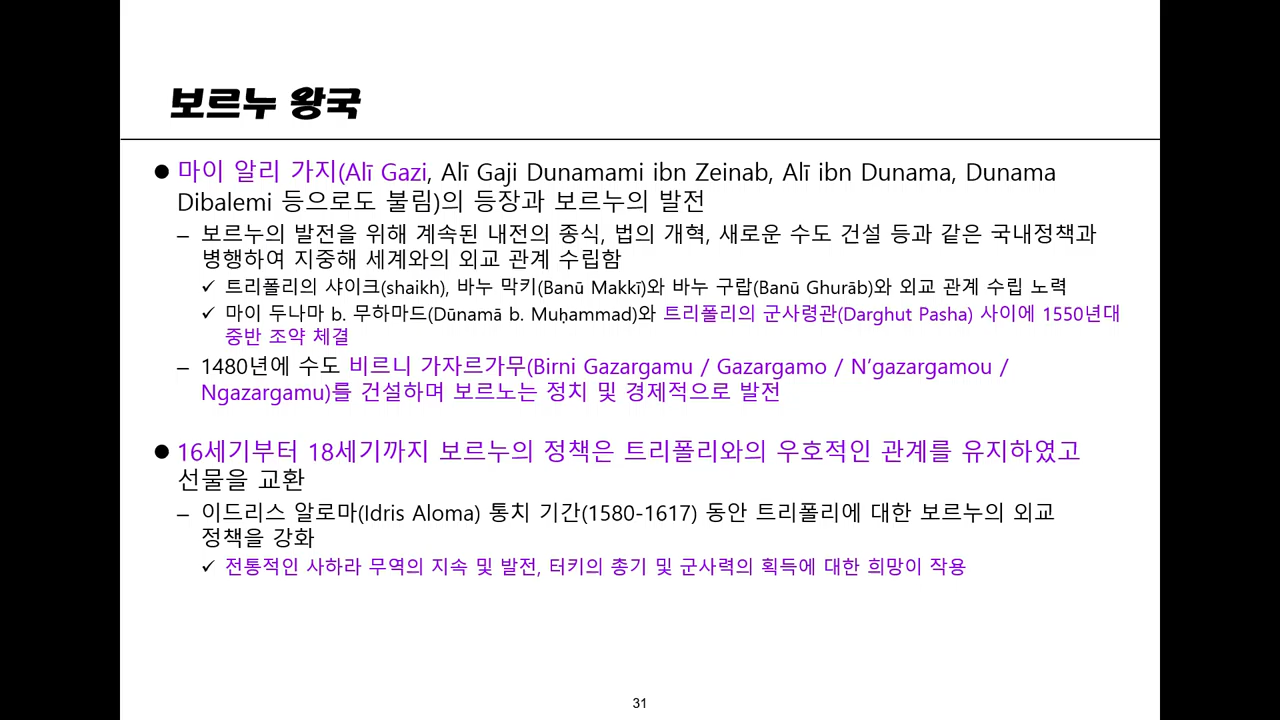 보르누 왕국
● 마이 알리 가지(Alī Gazi, Alī Gaji Dunamami ibn Zeinab, Alī ibn Dunama, Dunama
Dibalemi 등으로도 불림)의 등장과 보르누의 발전
– 보르누의 발전을 위해 계속된 내전의 종식, 법의 개혁, 새로운 수도 건설 등과 같은 국내정책과
병행하여 지중해 세계와의 외교 관계 수립함
✓ 트리폴리의 샤이크(shaikh), 바누 막키(Banū Makkī)와 바누 구랍(Banū Ghurāb)와 외교 관계 수립 노력
✓ 마이 두나마 b. 무하마드(Dūnamā b. Muḥammad)와 트리폴리의 군사령관(Darghut Pasha) 사이에 1550년대
중반 조약 체결
– 1480년에 수도 비르니 가자르가무(Birni Gazargamu / Gazargamo / N’gazargamou /
Ngazargamu)를 건설하며 보르노는 정치 및 경제적으로 발전
● 16세기부터 18세기까지 보르누의 정책은 트리폴리와의 우호적인 관계를 유지하였고
선물을 교환
– 이드리스 알로마(Idris Aloma) 통치 기간(1580-1617) 동안 트리폴리에 대한 보르누의 외교
정책을 강화
✓ 전통적인 사하라 무역의 지속 및 발전, 터키의 총기 및 군사력의 획득에 대한 희망이 작용
31